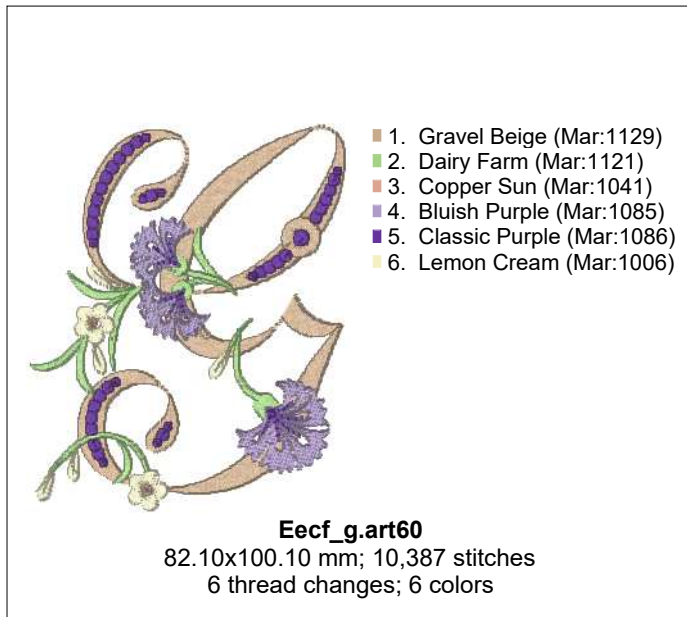 1. Gravel Beige (Mar:1129)
2. Dairy Farm (Mar:1121)
3. Copper Sun (Mar:1041)
4. Bluish Purple (Mar:1085)
5. Classic Purple (Mar:1086)
6. Lemon Cream (Mar:1006)
Eecf_g.art60
82.10x100.10 mm; 10,387 stitches
6 thread changes; 6 colors